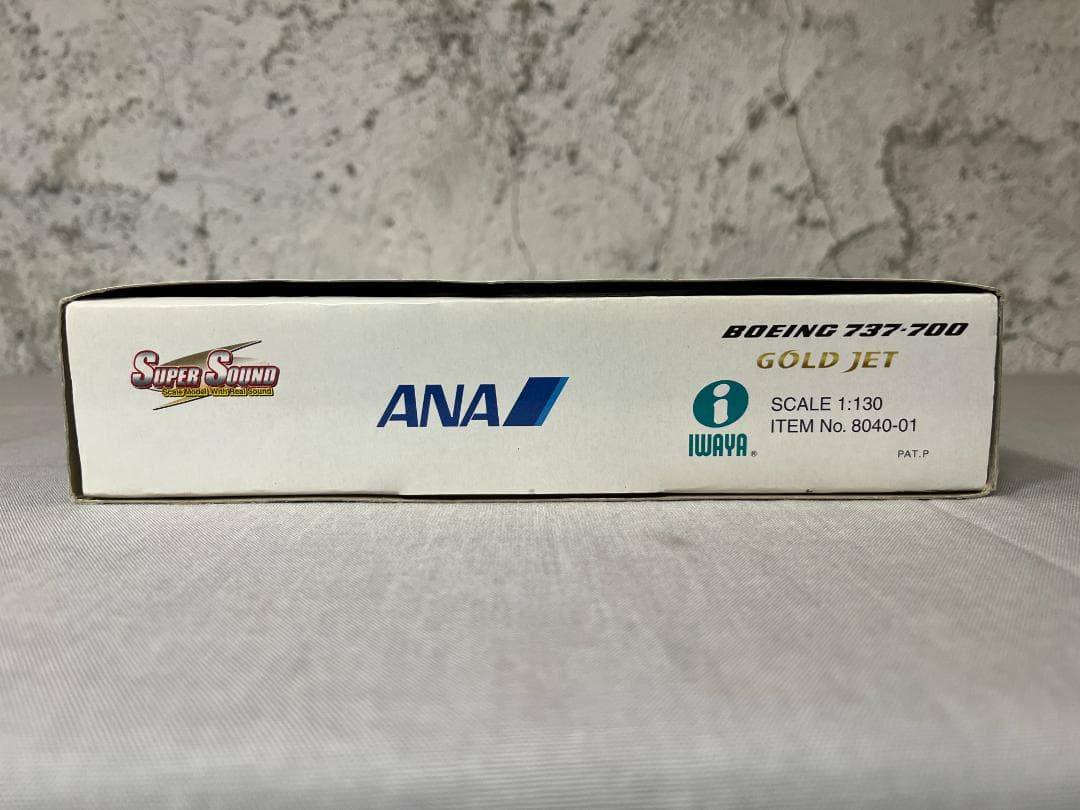 SUPER SOUND
Scale Model With Real Sound
ANA
BOEING 737-700
GOLD JET
i
IWAYA®
SCALE 1:130
ITEM No. 8040-01
PAT.P